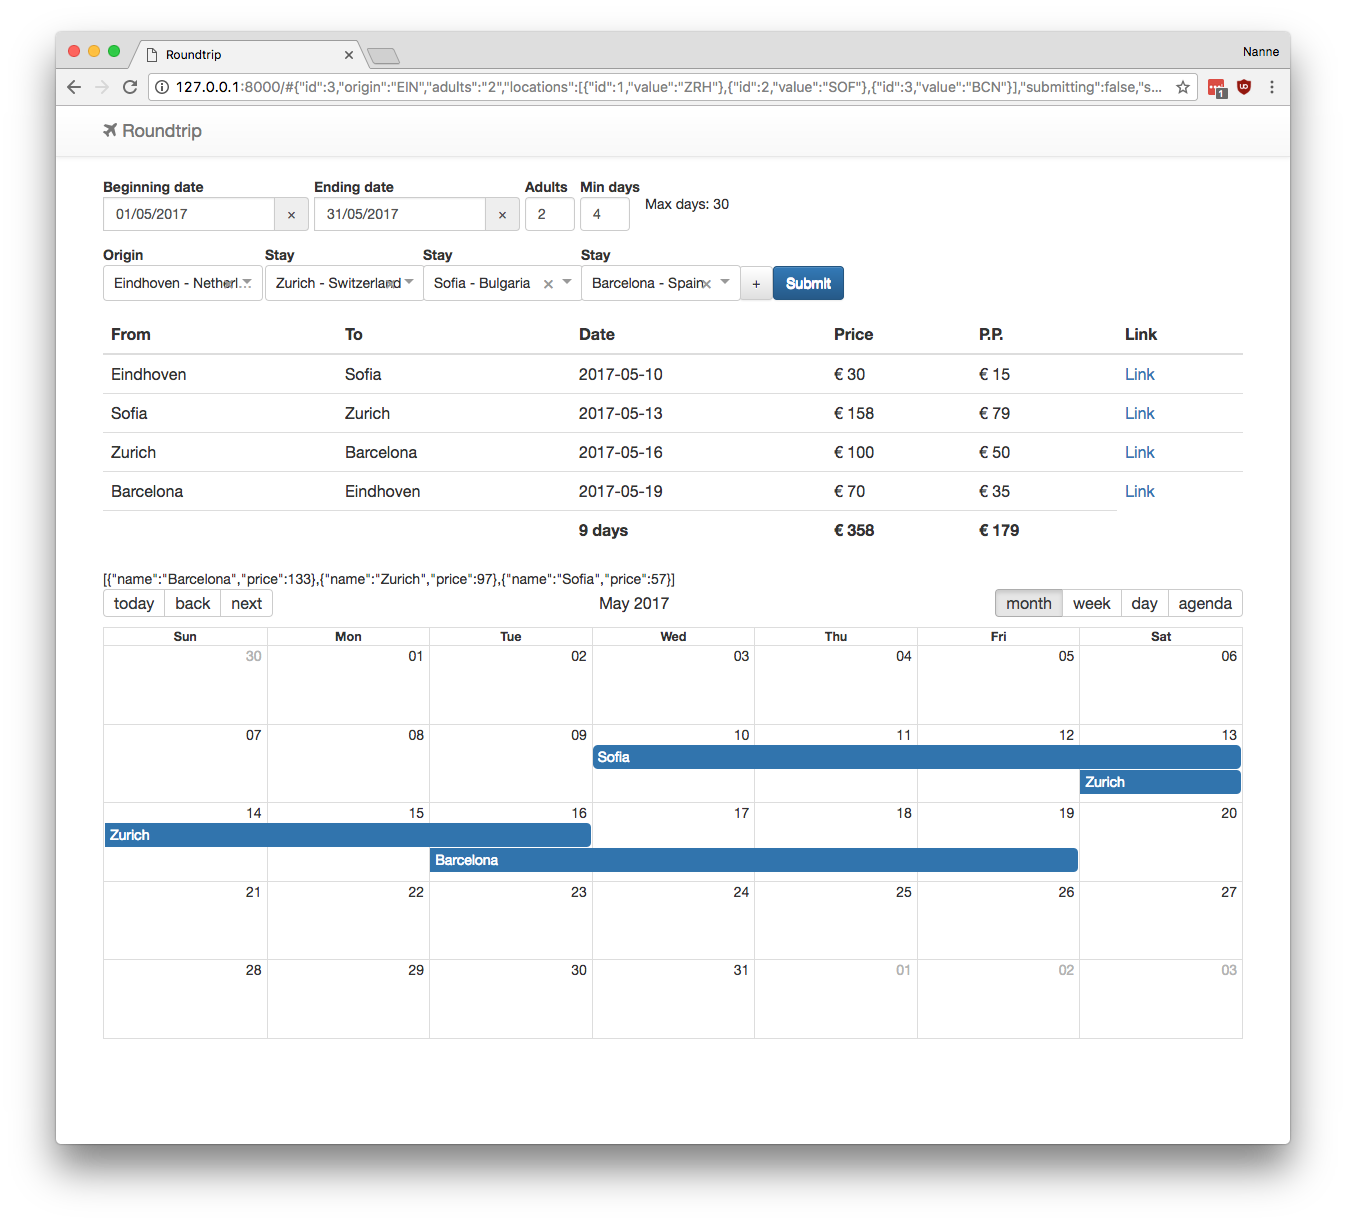 Roundtrip
Nanne
127.0.0.1:8000/#{"id":3,"origin":"EIN","adults":"2","locations":[{"id":1,"value":"ZRH"},{"id":2,"value":"SOF"},{"id":3,"value":"BCN"}],"submitting":false,"s...
1
Roundtrip
Beginning date Ending date Adults Min days
01/05/2017 × 31/05/2017 × 2 4 Max days: 30
Origin Stay Stay Stay
Eindhoven - Netherl... × Zurich - Switzerland × Sofia - Bulgaria × Barcelona - Spain × + Submit
From To Date Price P.P. Link
Eindhoven Sofia 2017-05-10 € 30 € 15 Link
Sofia Zurich 2017-05-13 € 158 € 79 Link
Zurich Barcelona 2017-05-16 € 100 € 50 Link
Barcelona Eindhoven 2017-05-19 € 70 € 35 Link
9 days € 358 € 179
[{"name":"Barcelona","price":133},{"name":"Zurich","price":97},{"name":"Sofia","price":57}]
today back next May 2017 month week day agenda
Sun Mon Tue Wed Thu Fri Sat
30 01 02 03 04 05 06
07 08 09 10 11 12 13
Sofia
Zurich
14 15 16 17 18 19 20
Zurich
Barcelona
21 22 23 24 25 26 27
28 29 30 31 01 02 03